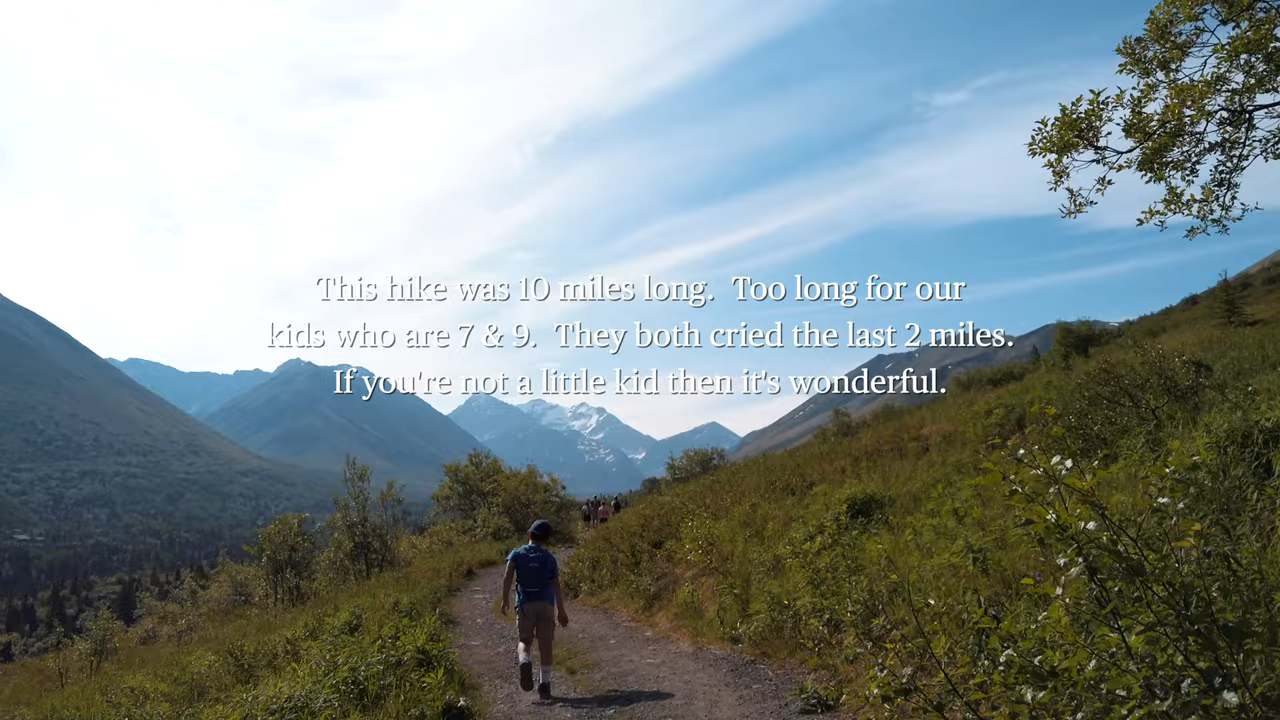 This hike was 10 miles long.  Too long for our
kids who are 7 & 9.  They both cried the last 2 miles.
If you're not a little kid then it's wonderful.